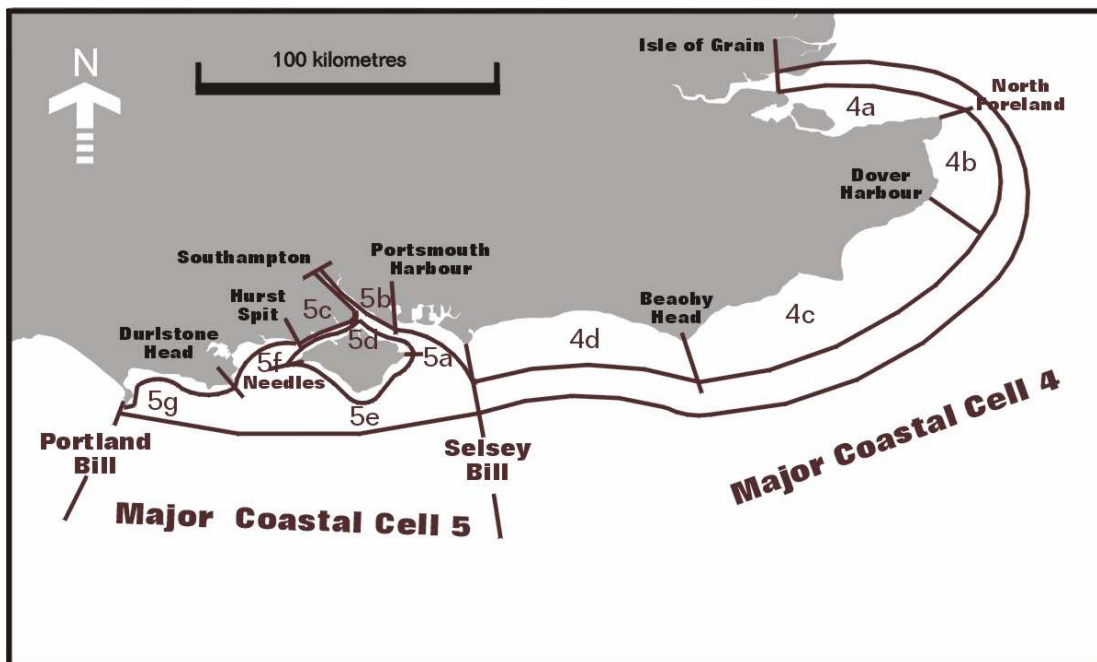 Isle of Grain
N
100 kilometres
North
Foreland
4a
4b
Dover
Harbour
Southampton
Portsmouth
Harbour
Hurst
Spit
5c
5b
Beaohy
Head
4c
Durlstone
Head
5d
5a
4d
5f
Needles
5g
5e
Portland
Bill
Selsey
Bill
Major Coastal Cell 4
Major Coastal Cell 5